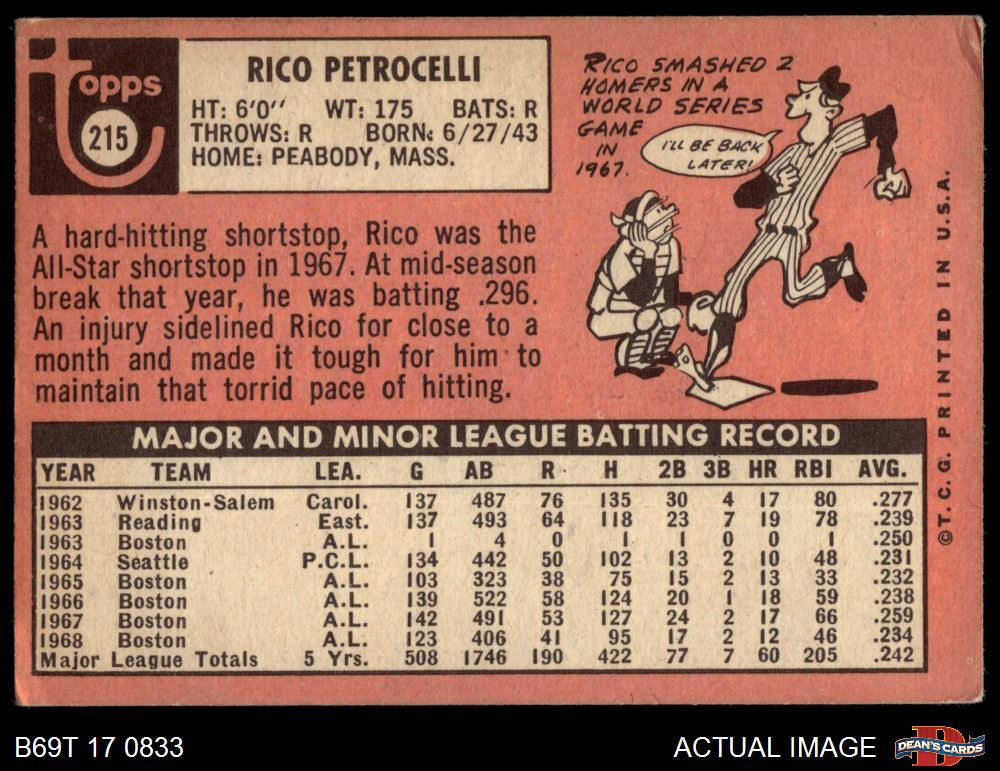 Topps
215
RICO PETROCELLI
HT: 6'0" WT: 175 BATS: R
THROWS: R BORN: 6/27/43
HOME: PEABODY, MASS.
RICO SMASHED 2
HOMERS IN A
WORLD SERIES
GAME
IN
1967.
I'LL BE BACK
LATER!
A hard-hitting shortstop, Rico was the
All-Star shortstop in 1967. At mid-season
break that year, he was batting .296.
An injury sidelined Rico for close to a
month and made it tough for him to
maintain that torrid pace of hitting.
MAJOR AND MINOR LEAGUE BATTING RECORD
YEAR TEAM LEA. G AB R H 2B 3B HR RBI AVG.
1962 Winston-Salem Carol. 137 487 76 135 30 4 17 80 .277
1963 Reading East. 137 493 64 118 23 7 19 78 .239
1963 Boston A.L. 1 4 0 1 1 0 0 1 .250
1964 Seattle P.C.L. 134 442 50 102 13 2 10 48 .231
1965 Boston A.L. 103 323 38 75 15 2 13 33 .232
1966 Boston A.L. 139 522 58 124 20 1 18 59 .238
1967 Boston A.L. 142 491 53 127 24 2 17 66 .259
1968 Boston A.L. 123 406 41 95 17 2 12 46 .234
Major League Totals 5 Yrs. 508 1746 190 422 77 7 60 205 .242
©T. C. G. PRINTED IN U.S.A.
B69T 17 0833
ACTUAL IMAGE
D
DEAN'S CARDS